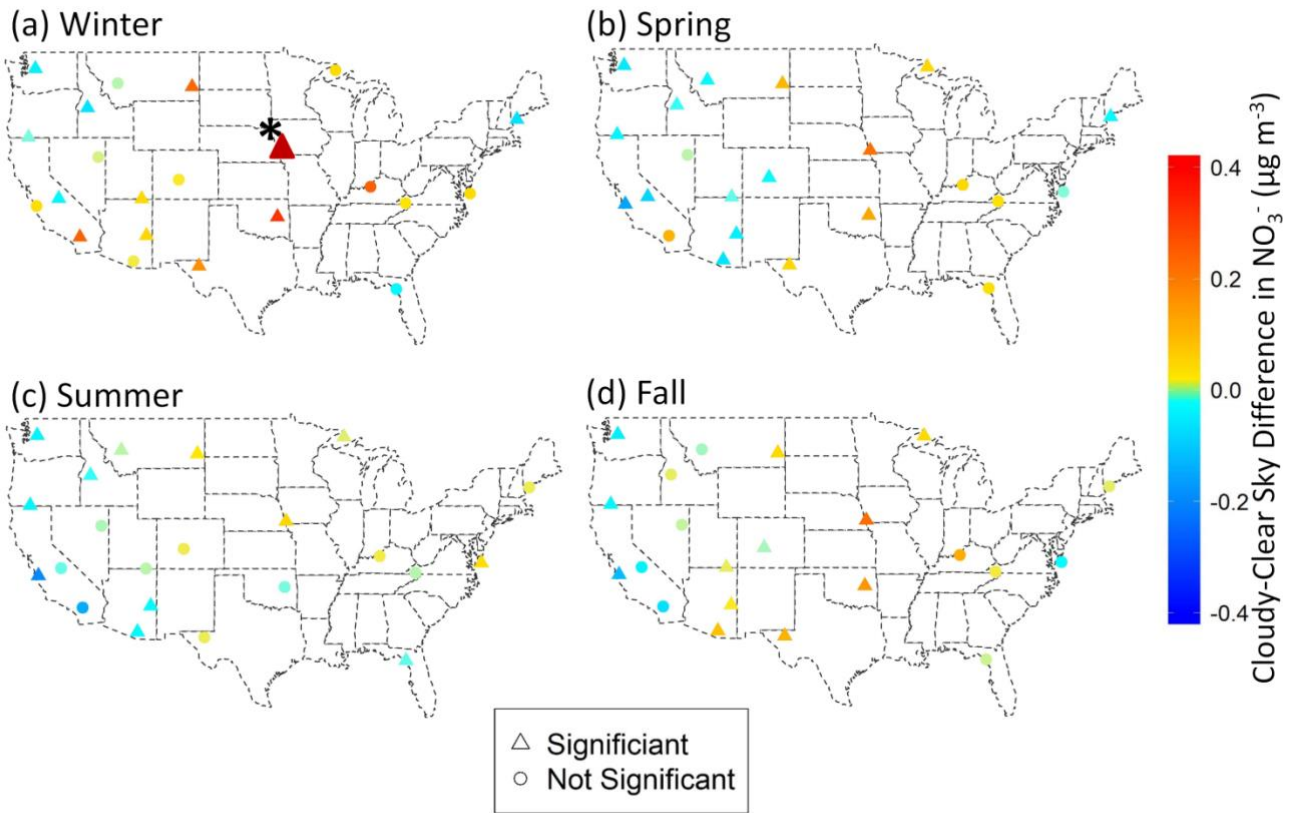 (a) Winter
(b) Spring
*
(c) Summer
(d) Fall
0.4
0.2
0.0
-0.2
-0.4
Cloudy-Clear Sky Difference in NO₃⁻ (µg m⁻³)
Significiant
Not Significant